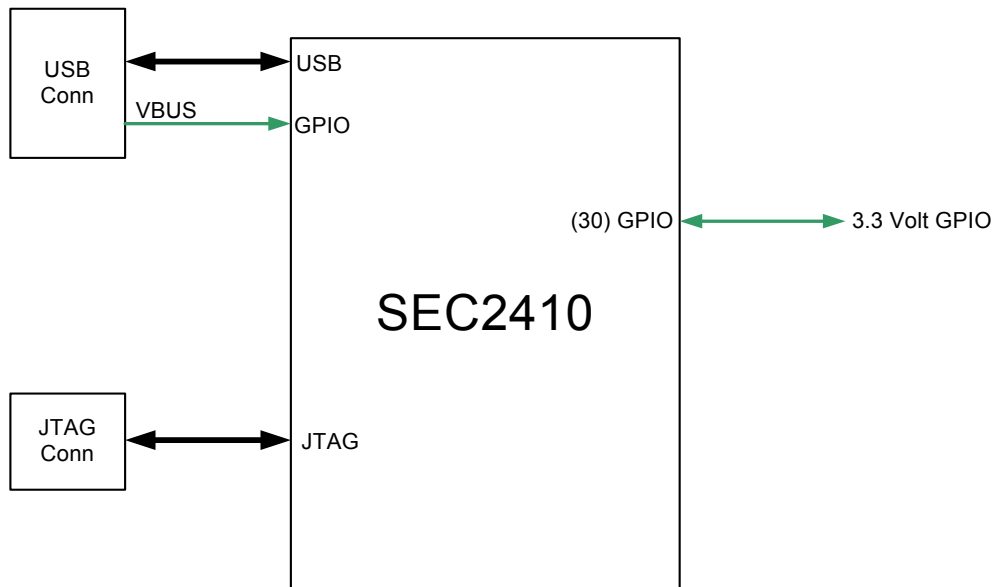 USB
Conn
VBUS
USB
GPIO
(30) GPIO
3.3 Volt GPIO
SEC2410
JTAG
Conn
JTAG